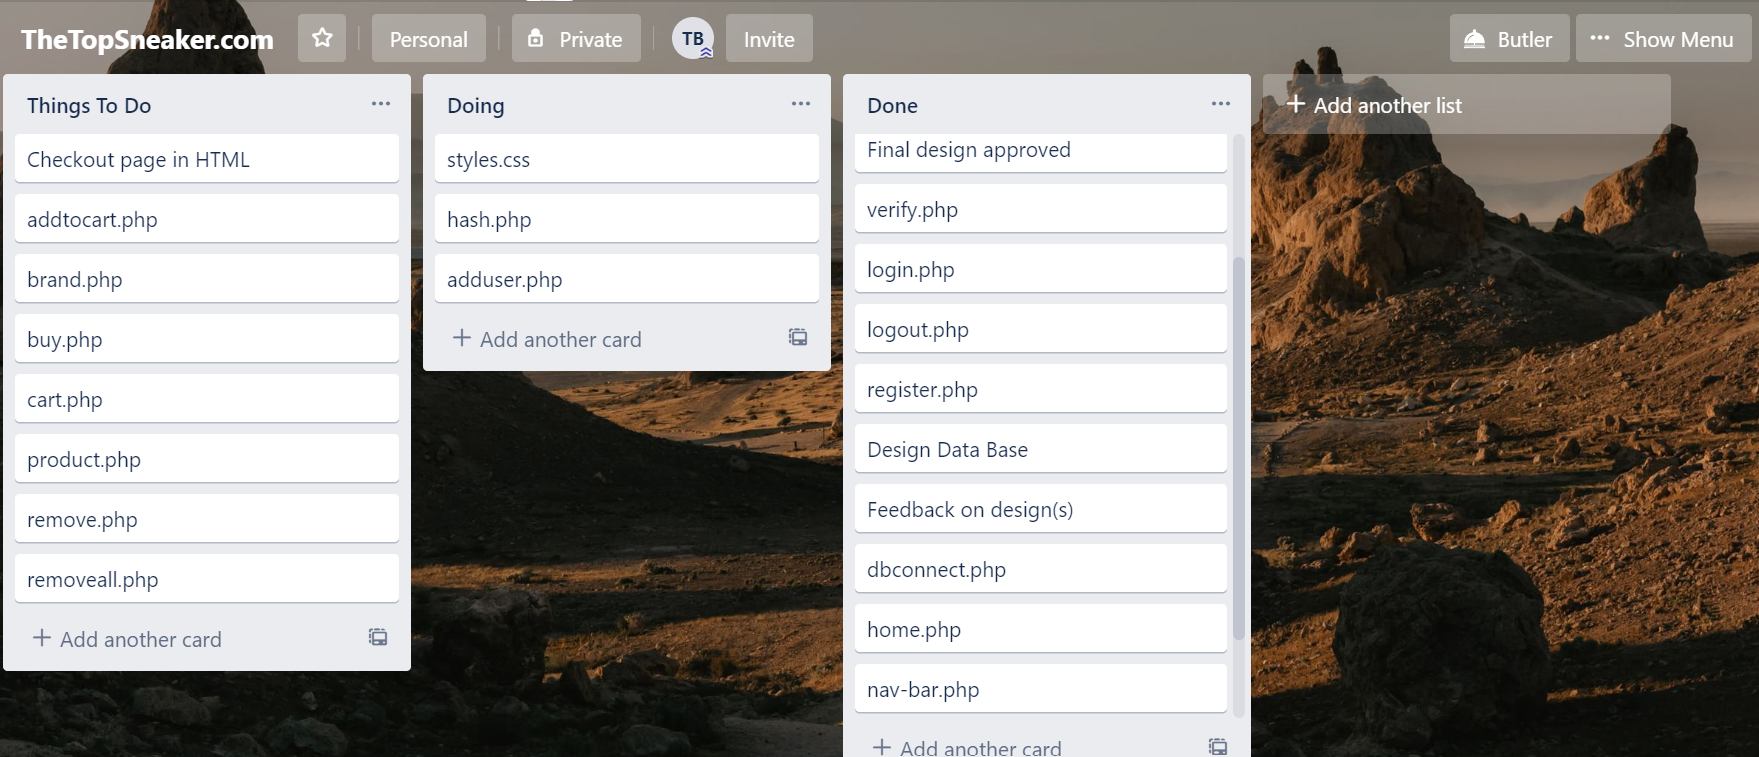 TheTopSneaker.com
Personal
Private
TB
Invite
Butler
Show Menu
Things To Do
Checkout page in HTML
addtocart.php
brand.php
buy.php
cart.php
product.php
remove.php
removeall.php
Add another card
Doing
styles.css
hash.php
adduser.php
Add another card
Done
Final design approved
verify.php
login.php
logout.php
register.php
Design Data Base
Feedback on design(s)
dbconnect.php
home.php
nav-bar.php
Add another card
Add another list